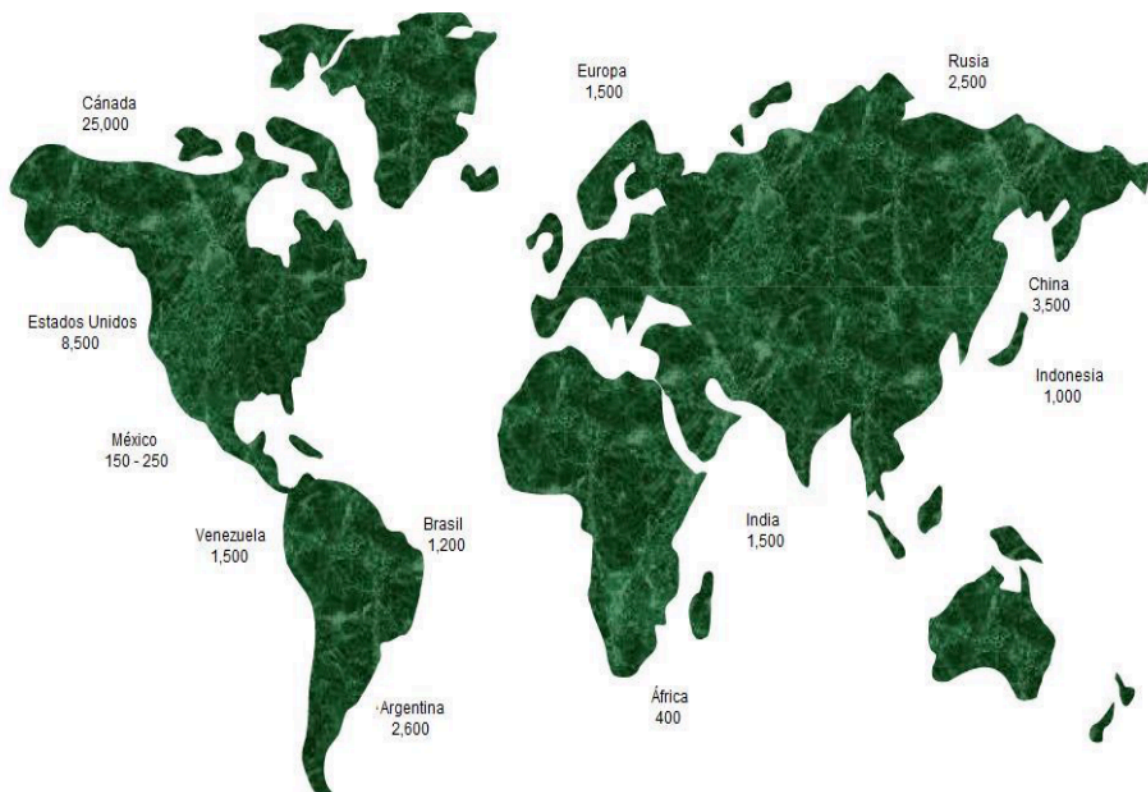 Europa
1,500
Rusia
2,500
Cánada
25,000
China
3,500
Estados Unidos
8,500
Indonesia
1,000
México
150 - 250
Venezuela
1,500
Brasil
1,200
India
1,500
África
400
Argentina
2,600